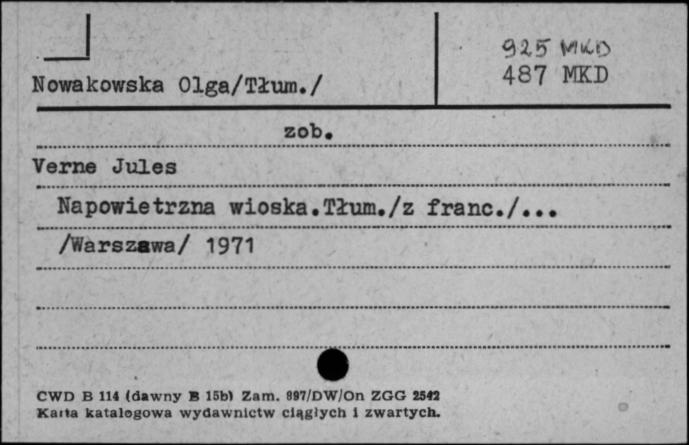 925 MKD
Nowakowska Olga/Tłum./
487 MKD
zob.
Verne Jules
Napowietrzna wioska.Tłum./z franc./...
/Warszawa/ 1971
CWD B 114 (dawny B 15b) Zam. 897/DW/On ZGG 2542
Karta katalogowa wydawnictw ciągłych i zwartych.